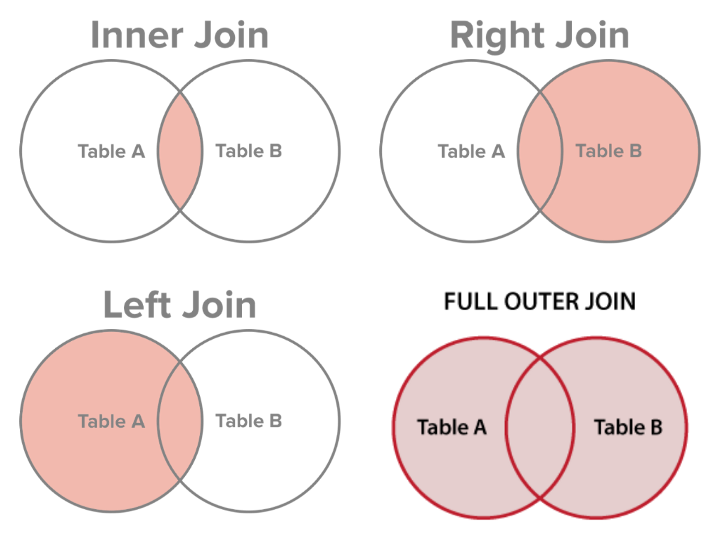 Inner Join
Table A
Table B
Right Join
Table A
Table B
Left Join
Table A
Table B
FULL OUTER JOIN
Table A
Table B